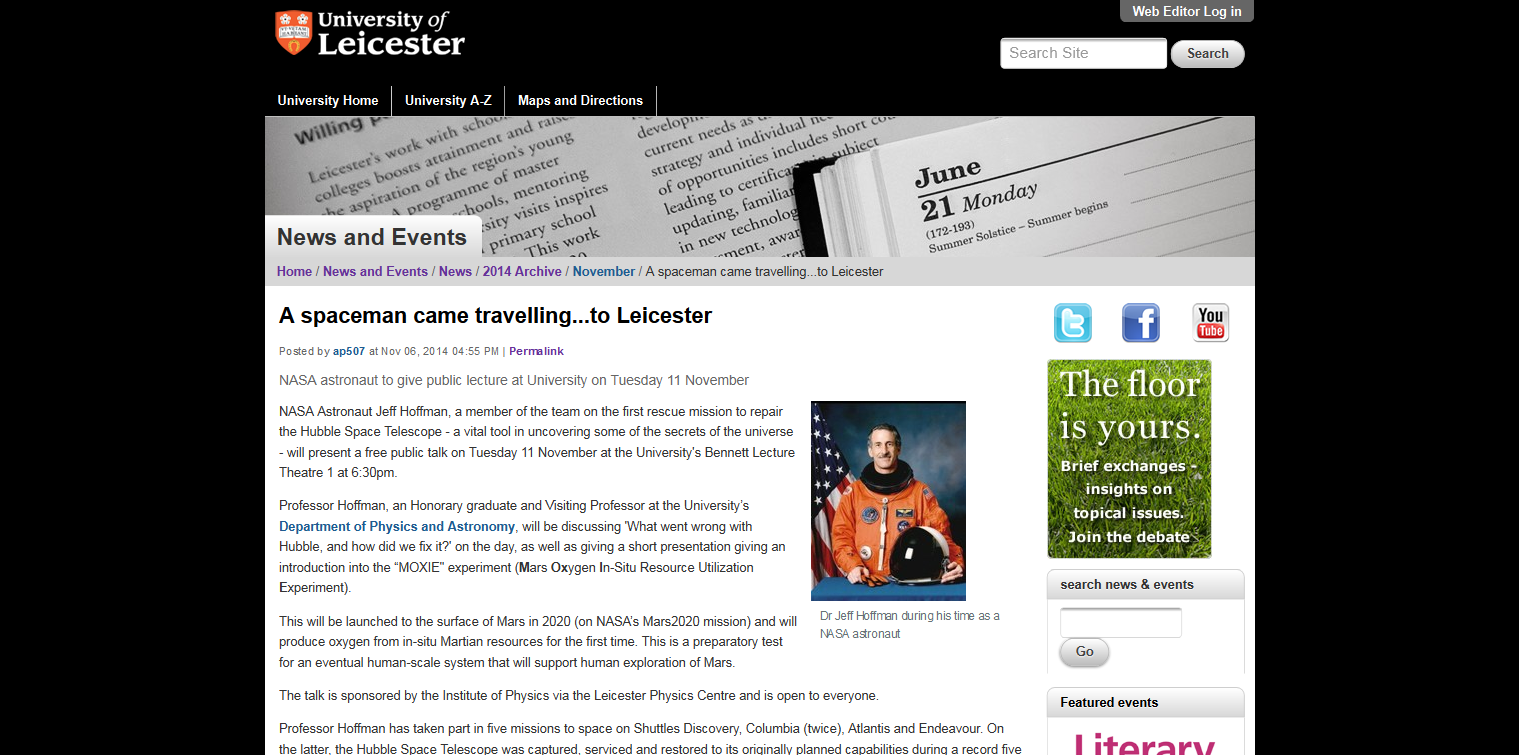 Web Editor Log in
University of
Leicester
Search Site
Search
University Home
University A-Z
Maps and Directions
Willing
Leicester's work with schools
colleges boosts attainment and raises
the aspiration of the region's young
A programme of master
schools, mentoring
visits inspires
primary school
This work
current needs as
strategy and individual
of opportunities includes short
leading to certificate in subject
updating, familiar
in new technology
June
21 Monday
(172-193)
Summer Solstice – Summer begins
News and Events
Home / News and Events / News / 2014 Archive / November / A spaceman came travelling...to Leicester
A spaceman came travelling...to Leicester
Posted by ap507 at Nov 06, 2014 04:55 PM | Permalink
NASA astronaut to give public lecture at University on Tuesday 11 November
NASA Astronaut Jeff Hoffman, a member of the team on the first rescue mission to repair
the Hubble Space Telescope - a vital tool in uncovering some of the secrets of the universe
- will present a free public talk on Tuesday 11 November at the University's Bennett Lecture
Theatre 1 at 6:30pm.
Professor Hoffman, an Honorary graduate and Visiting Professor at the University's
Department of Physics and Astronomy, will be discussing 'What went wrong with
Hubble, and how did we fix it?' on the day, as well as giving a short presentation giving an
introduction into the “MOXIE" experiment (Mars Oxygen In-Situ Resource Utilization
Experiment).
This will be launched to the surface of Mars in 2020 (on NASA's Mars2020 mission) and will
produce oxygen from in-situ Martian resources for the first time. This is a preparatory test
for an eventual human-scale system that will support human exploration of Mars.
The talk is sponsored by the Institute of Physics via the Leicester Physics Centre and is open to everyone.
Professor Hoffman has taken part in five missions to space on Shuttles Discovery, Columbia (twice), Atlantis and Endeavour. On
the latter, the Hubble Space Telescope was captured, serviced and restored to its originally planned capabilities during a record five
Dr Jeff Hoffman during his time as a
NASA astronaut
You
Tube
The floor
is yours.
Brief exchanges -
insights on
topical issues.
Join the debate
search news & events
Go
Featured events
Literary